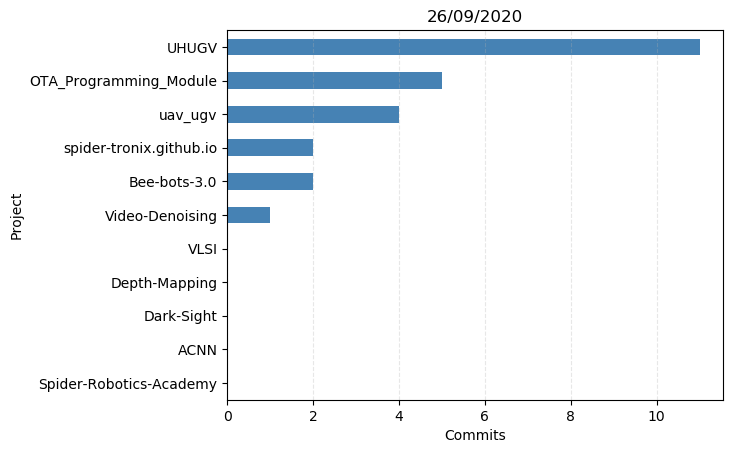 26/09/2020
Project
UHUGV
OTA_Programming_Module
uav_ugv
spider-tronix.github.io
Bee-bots-3.0
Video-Denoising
VLSI
Depth-Mapping
Dark-Sight
ACNN
Spider-Robotics-Academy
0 2 4 6 8 10
Commits